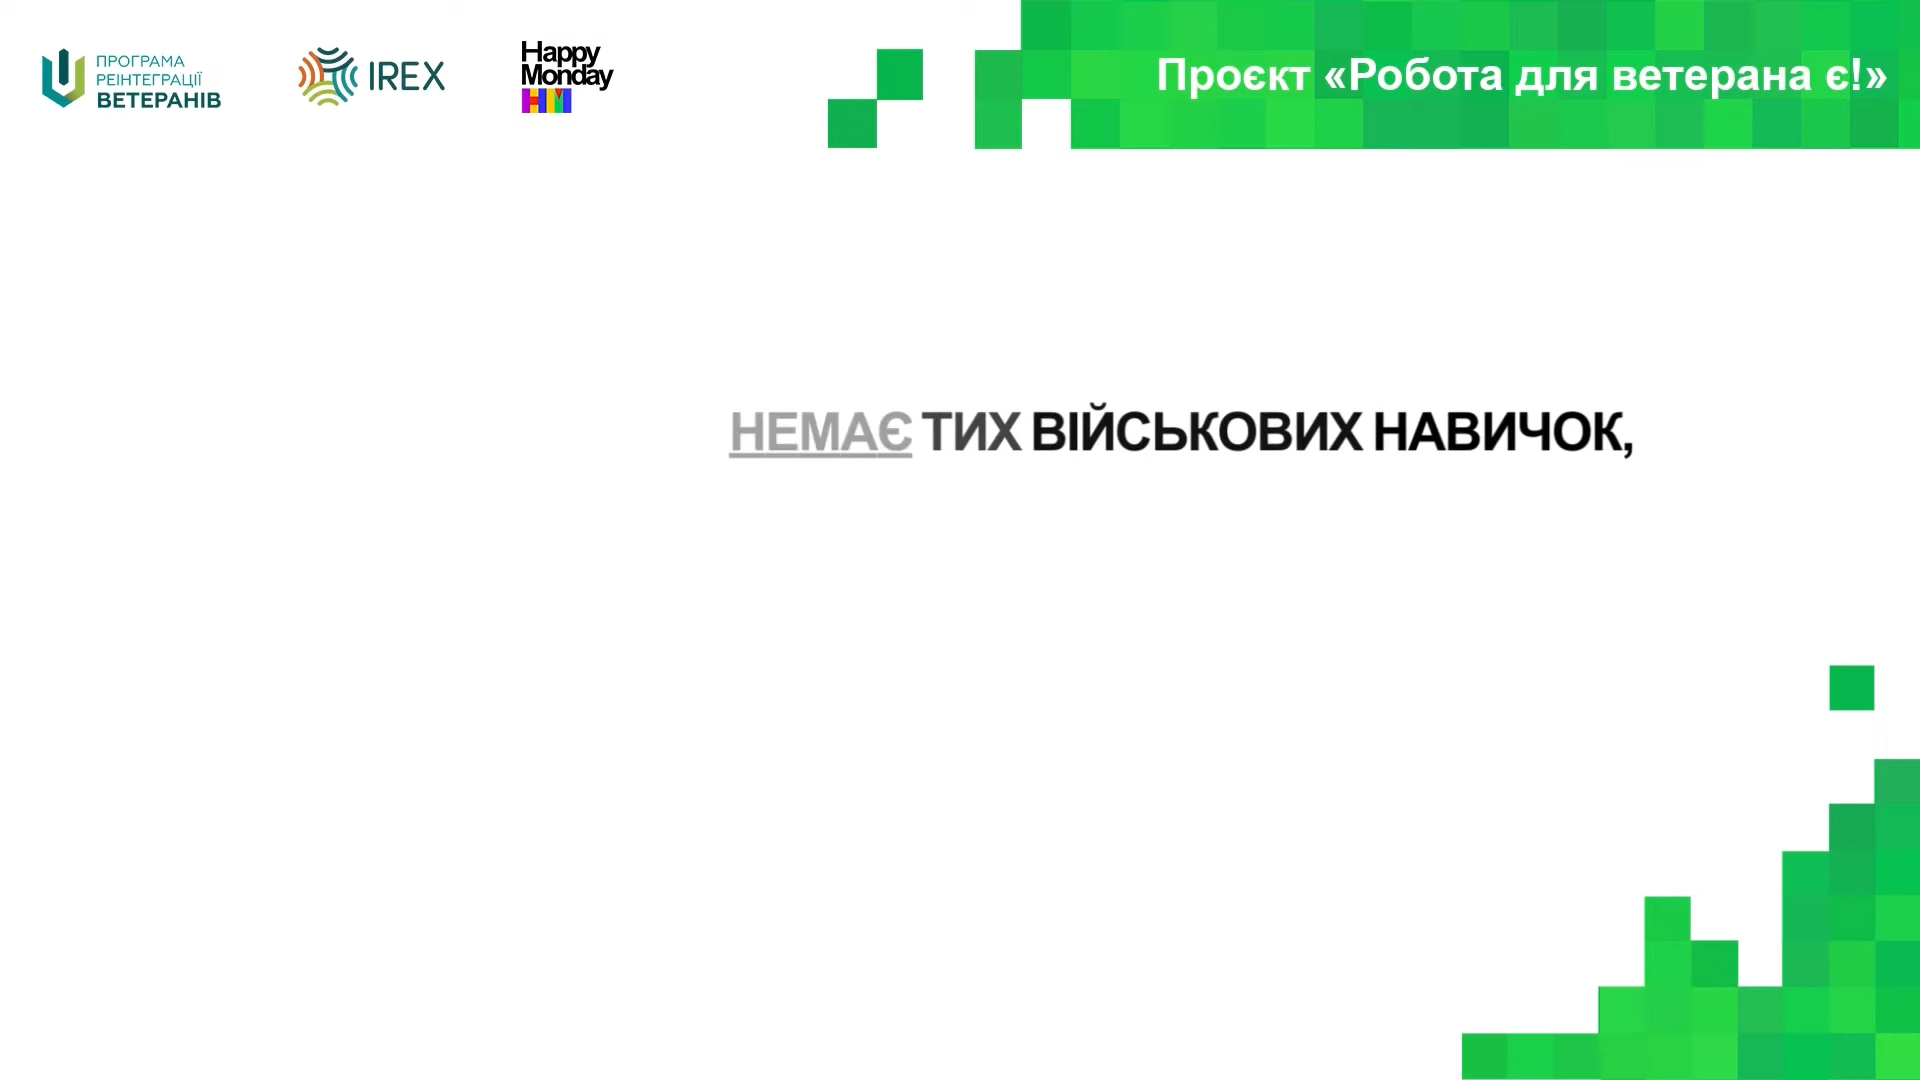 ПРОГРАМА
РЕІНТЕГРАЦІЇ
ВЕТЕРАНІВ
IREX
Happy
Monday
HM
Проєкт «Робота для ветерана є!»
НЕМАЄ ТИХ ВІЙСЬКОВИХ НАВИЧОК,